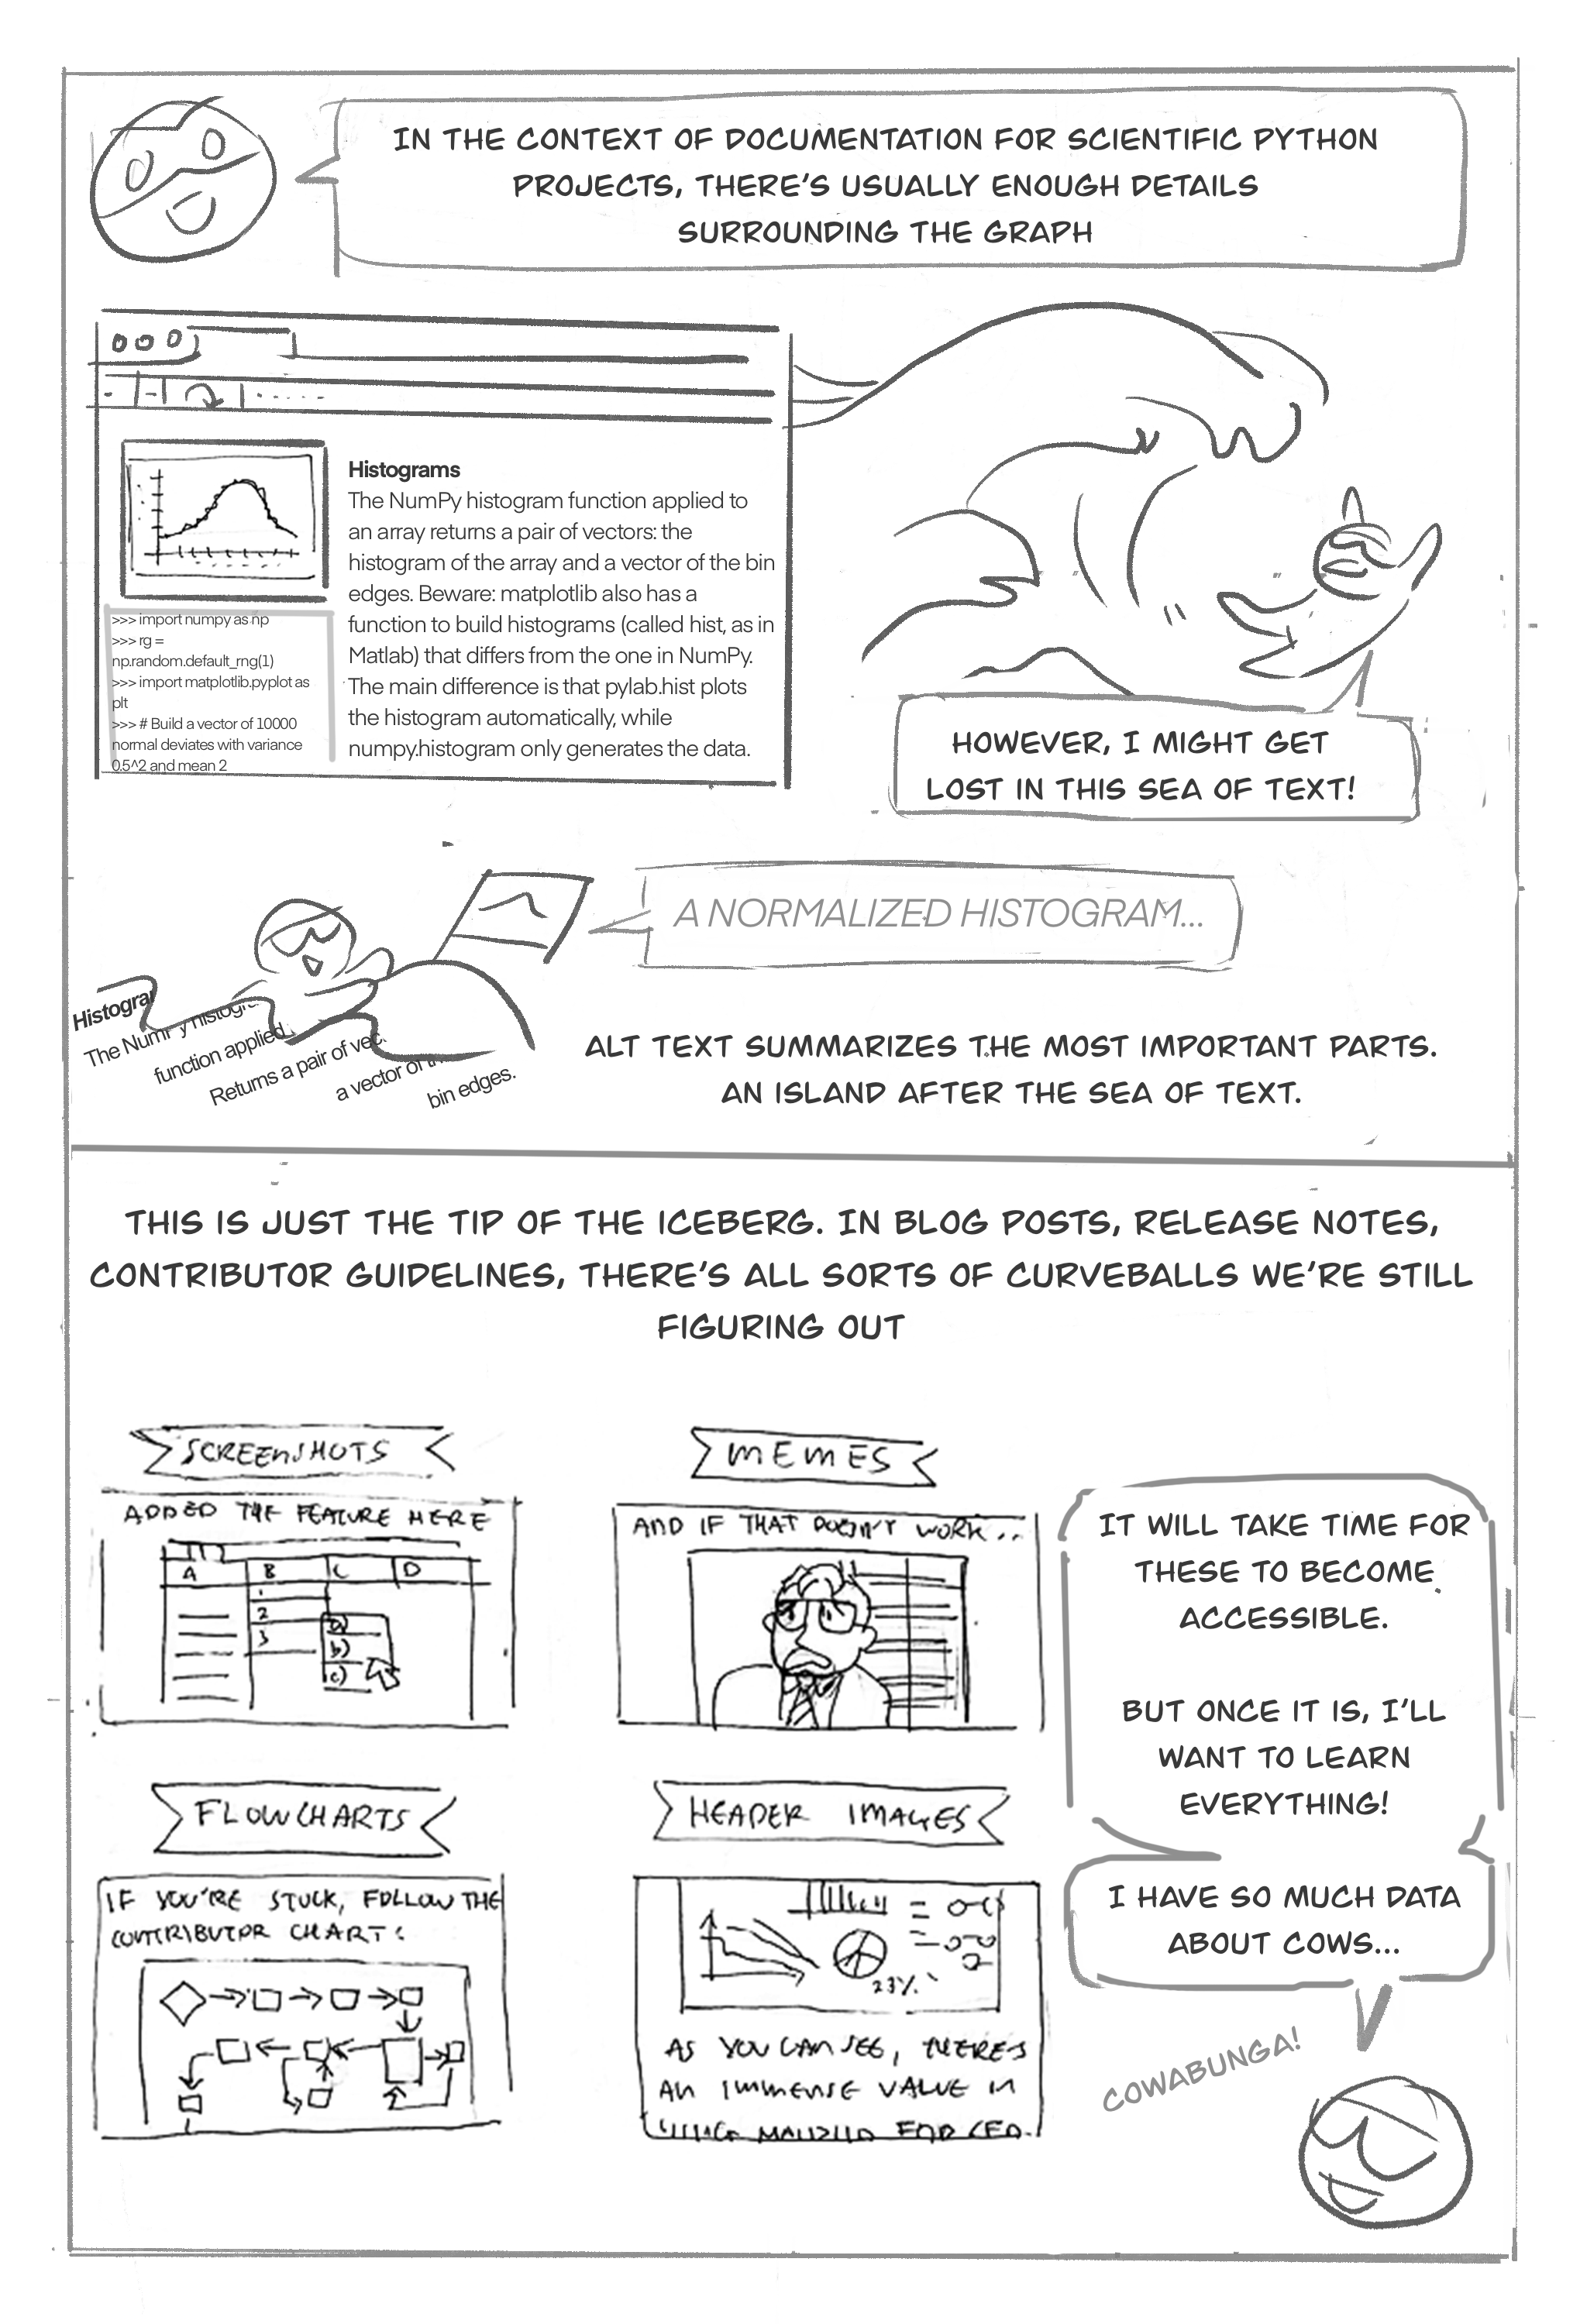 IN THE CONTEXT OF DOCUMENTATION FOR SCIENTIFIC PYTHON
PROJECTS, THERE'S USUALLY ENOUGH DETAILS
SURROUNDING THE GRAPH
Histograms
The NumPy histogram function applied to
an array returns a pair of vectors: the
histogram of the array and a vector of the bin
edges. Beware: matplotlib also has a
function to build histograms (called hist, as in
Matlab) that differs from the one in NumPy.
The main difference is that pylab.hist plots
the histogram automatically, while
numpy.histogram only generates the data.
>>> import numpy as np
>>> rg =
np.random.default_rng(1)
>>> import matplotlib.pyplot as
plt
>>> # Build a vector of 10000
normal deviates with variance
0.5^2 and mean 2
HOWEVER, I MIGHT GET
LOST IN THIS SEA OF TEXT!
A NORMALIZED HISTOGRAM...
Histogra
The NumPy histogra
function applied
Returns a pair of vec
a vector of
bin edges.
ALT TEXT SUMMARIZES THE MOST IMPORTANT PARTS.
AN ISLAND AFTER THE SEA OF TEXT.
THIS IS JUST THE TIP OF THE ICEBERG. IN BLOG POSTS, RELEASE NOTES,
CONTRIBUTOR GUIDELINES, THERE'S ALL SORTS OF CURVEBALLS WE'RE STILL
FIGURING OUT
SCREENSHOTS
ADDED THE FEATURE HERE
A B C D
1
2
3
a)
b)
c)
MEMES
AND IF THAT DOESN'T WORK...
FLOWCHARTS
IF YOU'RE STUCK, FOLLOW THE
CONTRIBUTOR CHART:
HEADER IMAGES
23%
AS YOU CAN SEE, THERE'S
AN IMMENSE VALUE IN
IT WILL TAKE TIME FOR
THESE TO BECOME
ACCESSIBLE.
BUT ONCE IT IS, I'LL
WANT TO LEARN
EVERYTHING!
I HAVE SO MUCH DATA
ABOUT COWS...
COWABUNGA!